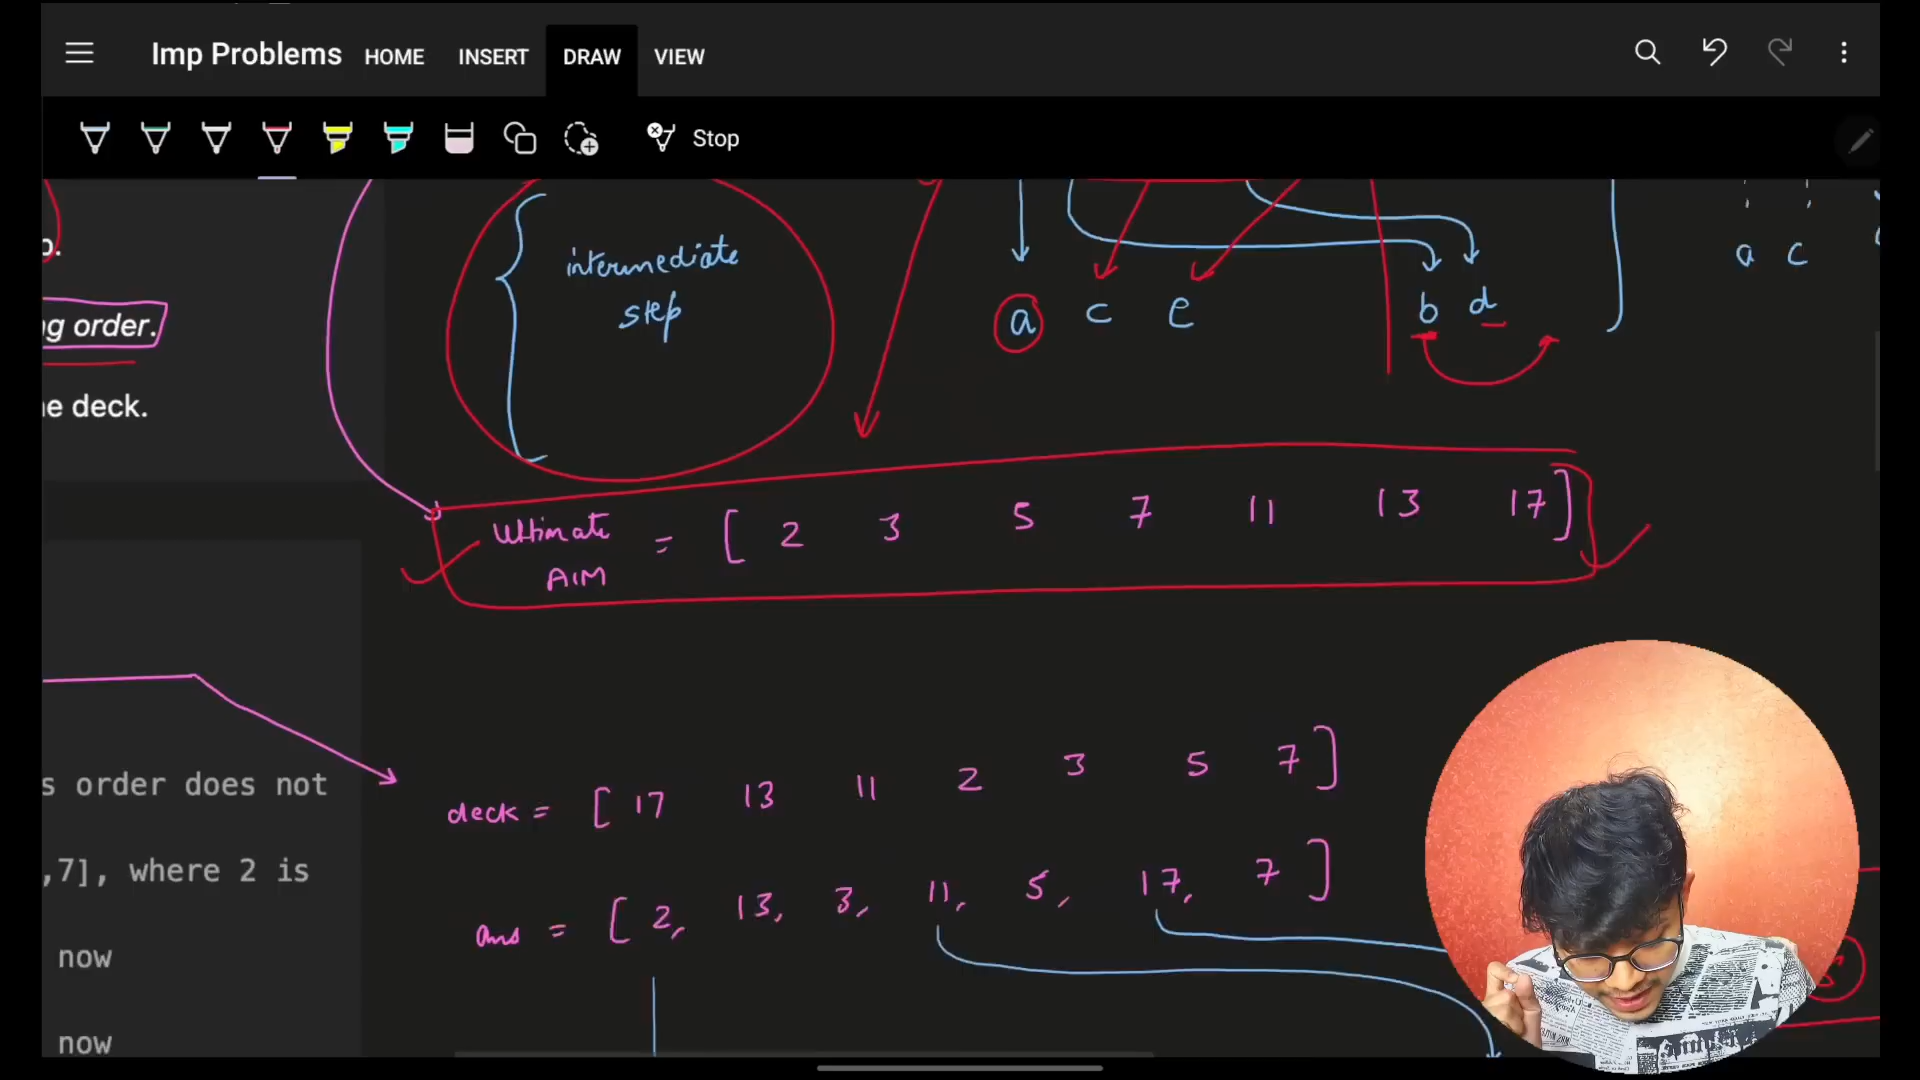 Imp Problems HOME INSERT DRAW VIEW
Stop
a c
intermediate
step
a c e b d
ng order.
he deck.
Ultimate
AIM = [ 2 3 5 7 11 13 17 ]
s order does not
deck = [ 17 13 11 2 3 5 7 ]
,7], where 2 is
ans = [ 2, 13, 3, 11, 5, 17, 7 ]
now
now